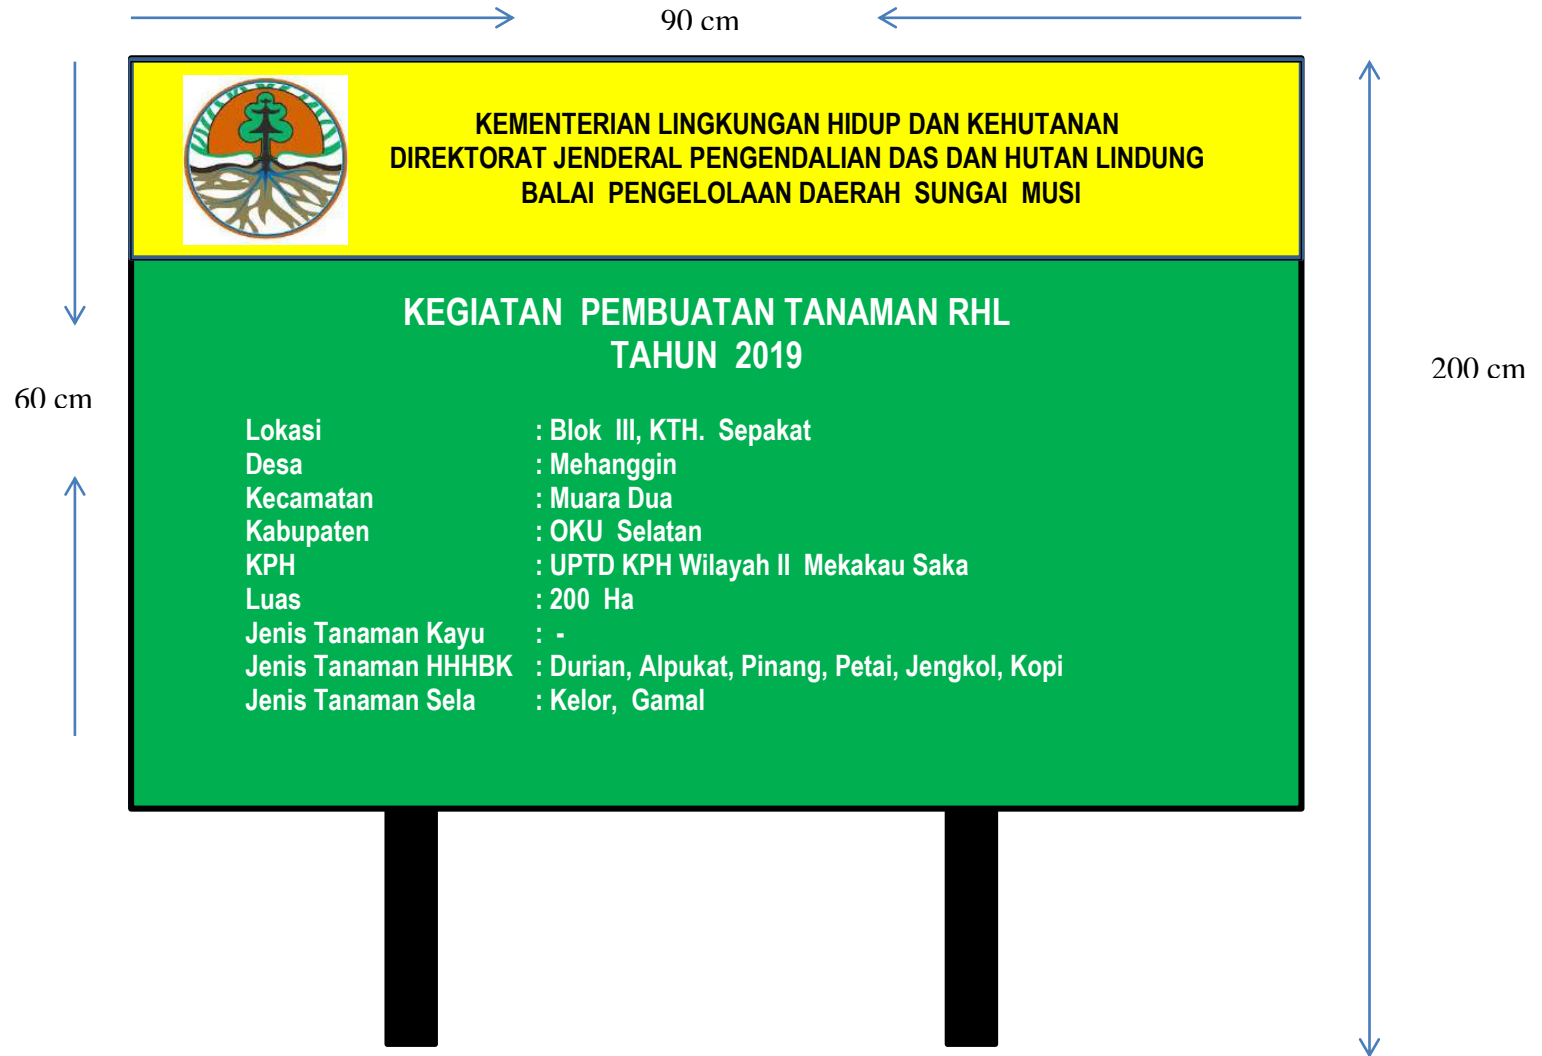 90 cm
KEMENTERIAN LINGKUNGAN HIDUP DAN KEHUTANAN
DIREKTORAT JENDERAL PENGENDALIAN DAS DAN HUTAN LINDUNG
BALAI PENGELOLAAN DAERAH SUNGAI MUSI
KEGIATAN PEMBUATAN TANAMAN RHL
TAHUN 2019
200 cm
60 cm
Lokasi : Blok III, KTH. Sepakat
Desa : Mehanggin
Kecamatan : Muara Dua
Kabupaten : OKU Selatan
KPH : UPTD KPH Wilayah II Mekakau Saka
Luas : 200 Ha
Jenis Tanaman Kayu : -
Jenis Tanaman HHHBK : Durian, Alpukat, Pinang, Petai, Jengkol, Kopi
Jenis Tanaman Sela : Kelor, Gamal